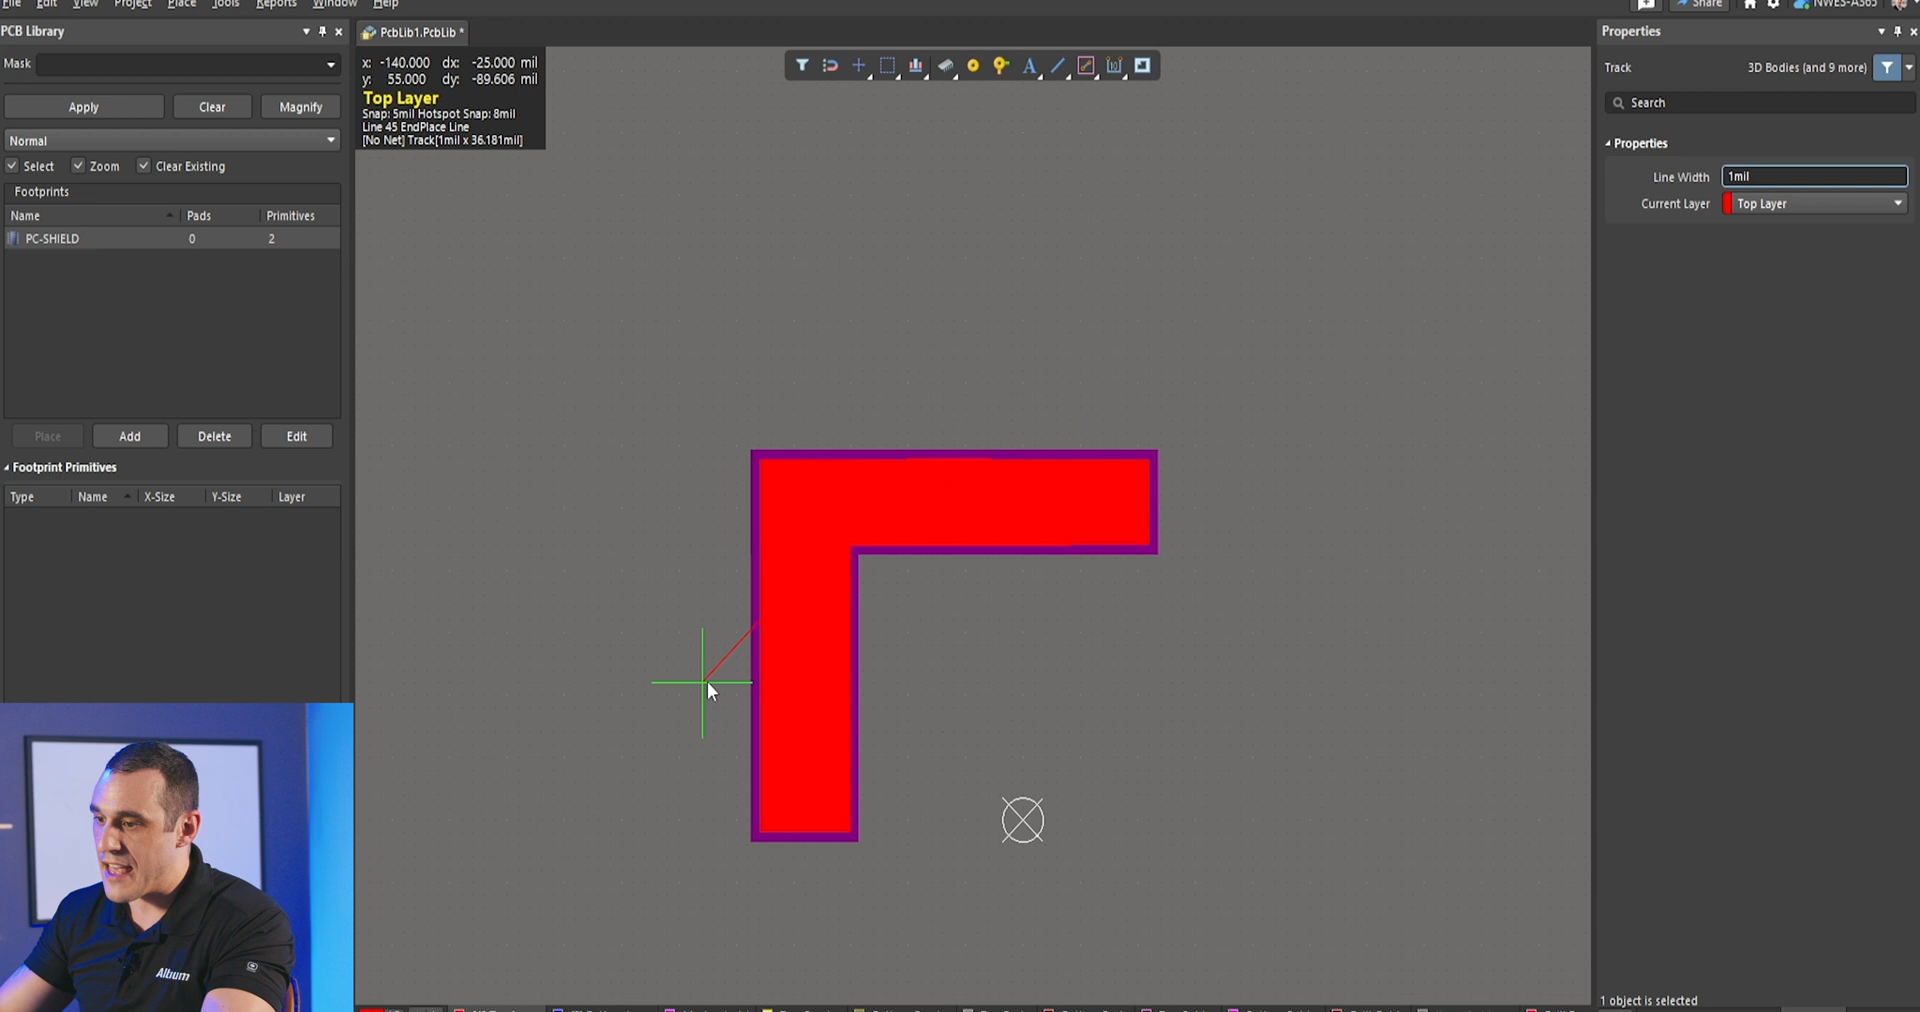 File Edit View Project Place Tools Reports Window Help
Share
NWES-A365
PCB Library
PcbLib1.PcbLib *
Properties
Mask
x: -140.000 dx: -25.000 mil
y: 55.000 dy: -89.606 mil
Top Layer
Snap: 5mil Hotspot Snap: 8mil
Line 45 EndPlace Line
[No Net] Track[1mil x 36.181mil]
Track
3D Bodies (and 9 more)
Apply Clear Magnify
Search
Normal
Properties
Select Zoom Clear Existing
Line Width 1mil
Footprints
Current Layer Top Layer
Name Pads Primitives
PC-SHIELD 0 2
Place Add Delete Edit
Footprint Primitives
Type Name X-Size Y-Size Layer
Altium
1 object is selected